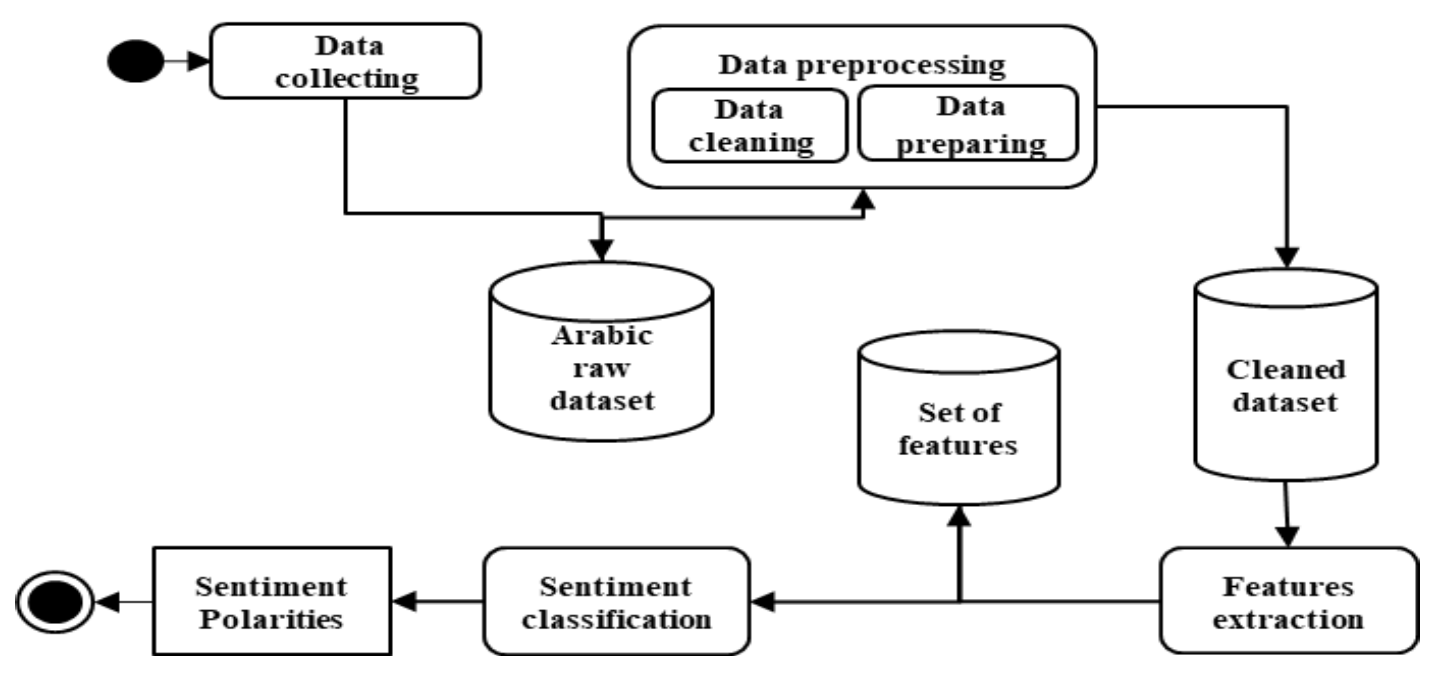 Data
collecting
Data preprocessing
Data
cleaning
Data
preparing
Arabic
raw
dataset
Set of
features
Cleaned
dataset
Sentiment
Polarities
Sentiment
classification
Features
extraction